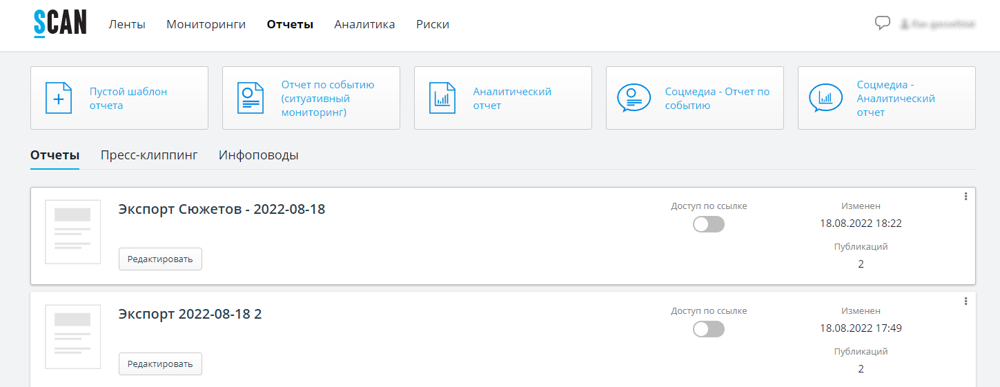 SCAN
Ленты Мониторинги Отчеты Аналитика Риски
Пустой шаблон
отчета
Отчет по событию
(ситуативный
мониторинг)
Аналитический
отчет
Соцмедиа - Отчет по
событию
Соцмедиа -
Аналитический
отчет
Отчеты Пресс-клиппинг Инфоповоды
Экспорт Сюжетов - 2022-08-18
Редактировать
Доступ по ссылке
Изменен
18.08.2022 18:22
Публикаций
2
Экспорт 2022-08-18 2
Редактировать
Доступ по ссылке
Изменен
18.08.2022 17:49
Публикаций
2